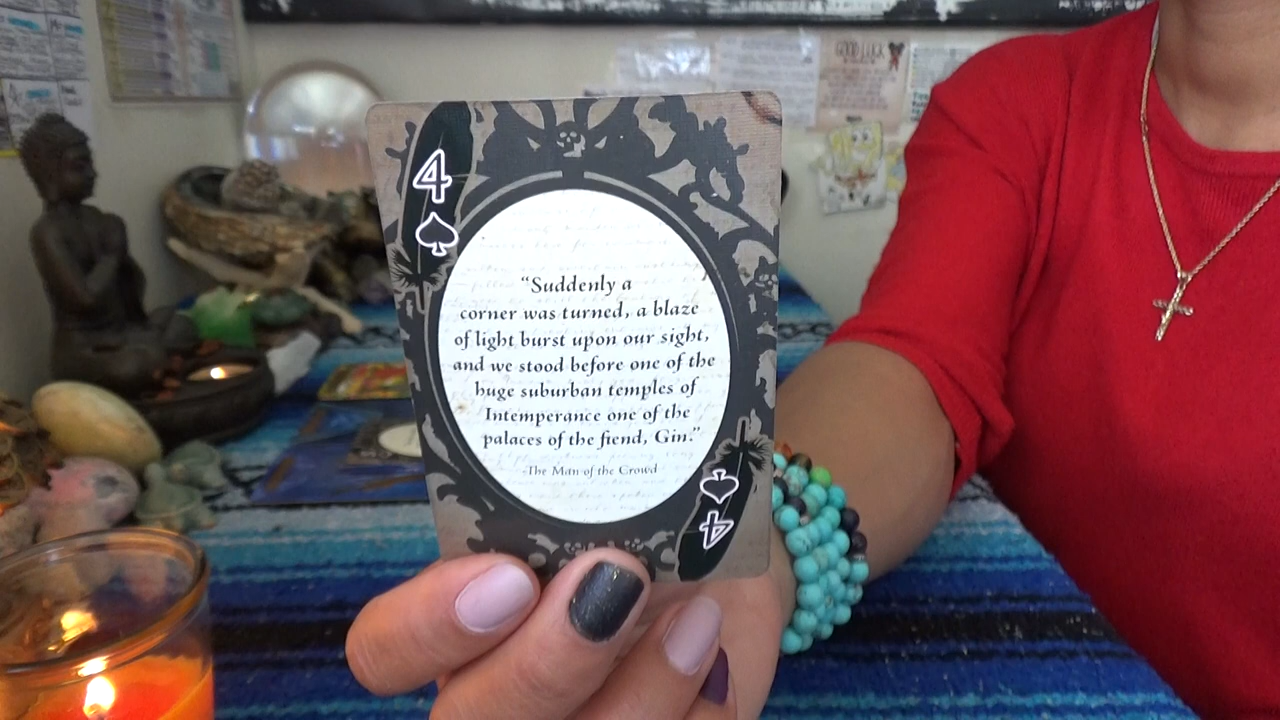 GOOD LUCK
4
“Suddenly a
corner was turned, a blaze
of light burst upon our sight,
and we stood before one of the
huge suburban temples of
Intemperance one of the
palaces of the fiend, Gin.”
-The Man of the Crowd
4